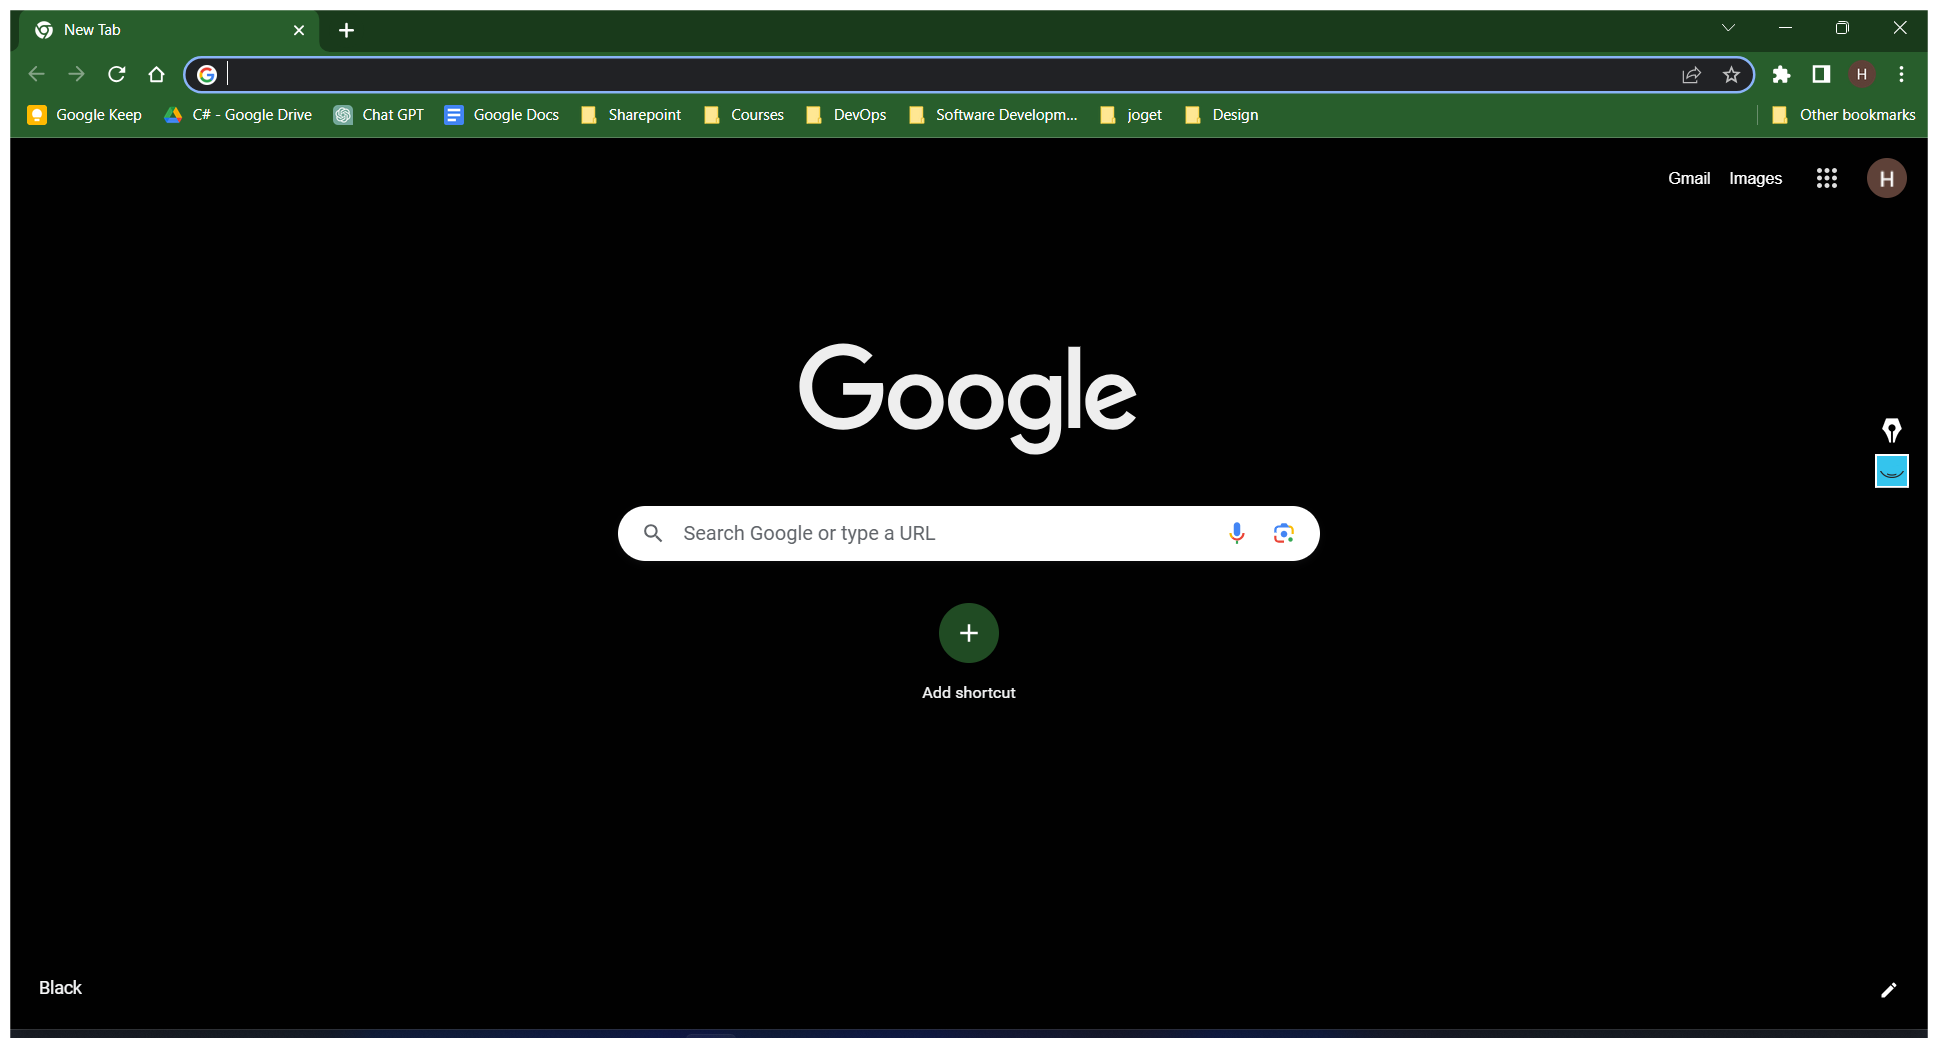 New Tab
Google Keep C# - Google Drive Chat GPT Google Docs Sharepoint Courses DevOps Software Developm... joget Design Other bookmarks
H
Gmail Images H
Google
Search Google or type a URL
Add shortcut
Black